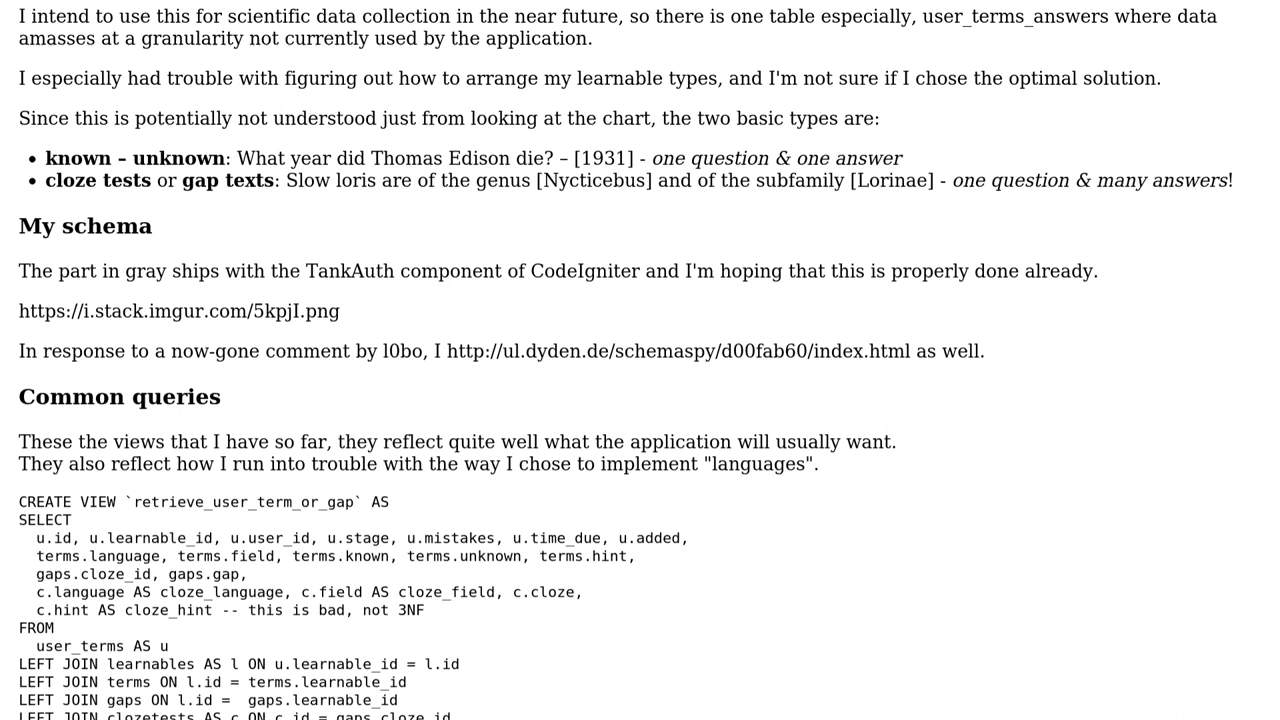 I intend to use this for scientific data collection in the near future, so there is one table especially, user_terms_answers where data
amasses at a granularity not currently used by the application.
I especially had trouble with figuring out how to arrange my learnable types, and I'm not sure if I chose the optimal solution.
Since this is potentially not understood just from looking at the chart, the two basic types are:
• known – unknown: What year did Thomas Edison die? – [1931] - one question & one answer
• cloze tests or gap texts: Slow loris are of the genus [Nycticebus] and of the subfamily [Lorinae] - one question & many answers!
My schema
The part in gray ships with the TankAuth component of CodeIgniter and I'm hoping that this is properly done already.
https://i.stack.imgur.com/5kpjI.png
In response to a now-gone comment by l0bo, I http://ul.dyden.de/schemaspy/d00fab60/index.html as well.
Common queries
These the views that I have so far, they reflect quite well what the application will usually want.
They also reflect how I run into trouble with the way I chose to implement "languages".
CREATE VIEW `retrieve_user_term_or_gap` AS
SELECT
  u.id, u.learnable_id, u.user_id, u.stage, u.mistakes, u.time_due, u.added,
  terms.language, terms.field, terms.known, terms.unknown, terms.hint,
  gaps.cloze_id, gaps.gap,
  c.language AS cloze_language, c.field AS cloze_field, c.cloze,
  c.hint AS cloze_hint -- this is bad, not 3NF
FROM
  user_terms AS u
LEFT JOIN learnables AS l ON u.learnable_id = l.id
LEFT JOIN terms ON l.id = terms.learnable_id
LEFT JOIN gaps ON l.id =  gaps.learnable_id
LEFT JOIN clozetests AS c ON c.id = gaps.cloze_id